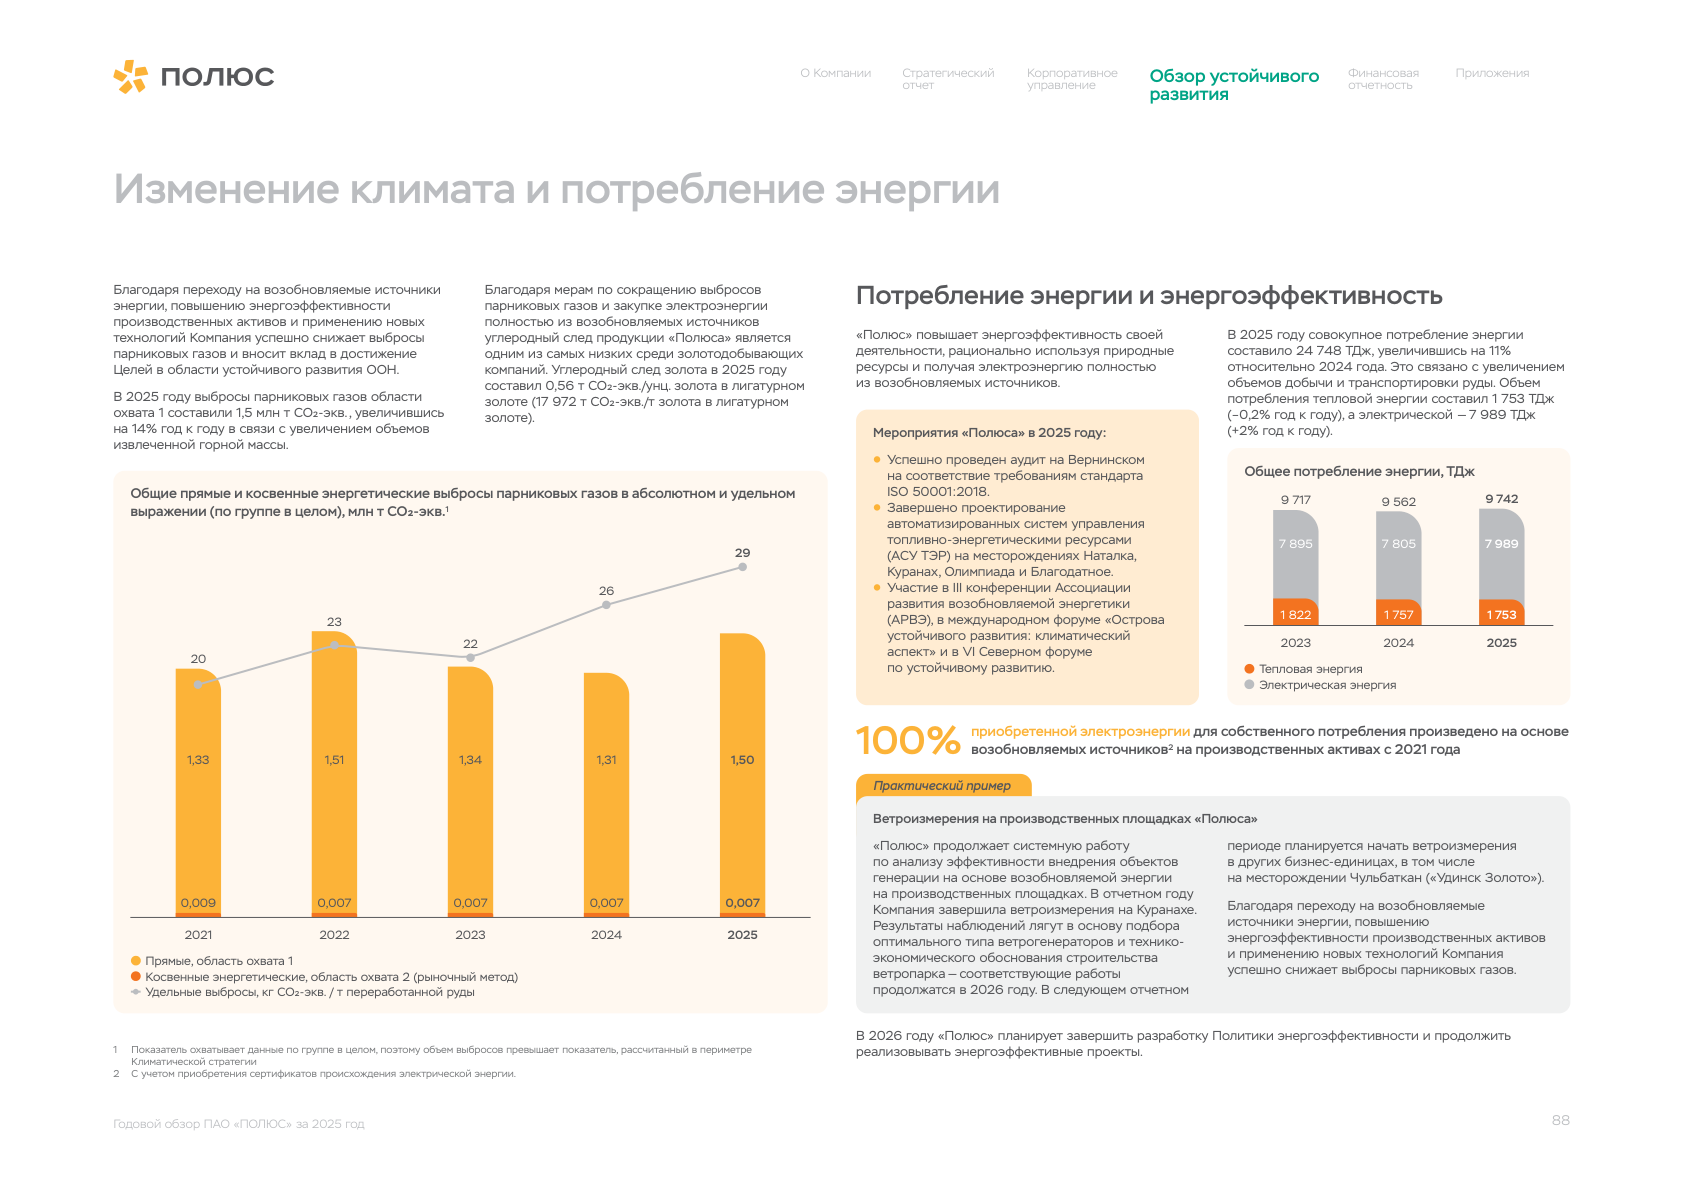 ПОЛЮС
О Компании
Стратегический
отчет
Корпоративное
управление
Обзор устойчивого
развития
Финансовая
отчетность
Приложения
Изменение климата и потребление энергии
Благодаря переходу на возобновляемые источники
энергии, повышению энергоэффективности
производственных активов и применению новых
технологий Компания успешно снижает выбросы
парниковых газов и вносит вклад в достижение
Целей в области устойчивого развития ООН.
В 2025 году выбросы парниковых газов области
охвата 1 составили 1,5 млн т CO₂-экв., увеличившись
на 14% год к году в связи с увеличением объемов
извлеченной горной массы.
Благодаря мерам по сокращению выбросов
парниковых газов и закупке электроэнергии
полностью из возобновляемых источников
углеродный след продукции «Полюса» является
одним из самых низких среди золотодобывающих
компаний. Углеродный след золота в 2025 году
составил 0,56 т CO₂-экв./унц. золота в лигатурном
золоте (17 972 т CO₂-экв./т золота в лигатурном
золоте).
Общие прямые и косвенные энергетические выбросы парниковых газов в абсолютном и удельном
выражении (по группе в целом), млн т CO₂-экв.¹
20
23
22
26
29
1,33
1,51
1,34
1,31
1,50
0,009
0,007
0,007
0,007
0,007
2021
2022
2023
2024
2025
Прямые, область охвата 1
Косвенные энергетические, область охвата 2 (рыночный метод)
Удельные выбросы, кг CO₂-экв. / т переработанной руды
1 Показатель охватывает данные по группе в целом, поэтому объем выбросов превышает показатель, рассчитанный в периметре
Климатической стратегии
2 С учетом приобретения сертификатов происхождения электрической энергии.
Потребление энергии и энергоэффективность
«Полюс» повышает энергоэффективность своей
деятельности, рационально используя природные
ресурсы и получая электроэнергию полностью
из возобновляемых источников.
Мероприятия «Полюса» в 2025 году:
Успешно проведен аудит на Вернинском
на соответствие требованиям стандарта
ISO 50001:2018.
Завершено проектирование
автоматизированных систем управления
топливно-энергетическими ресурсами
(АСУ ТЭР) на месторождениях Наталка,
Куранах, Олимпиада и Благодатное.
Участие в III конференции Ассоциации
развития возобновляемой энергетики
(АРВЭ), в международном форуме «Острова
устойчивого развития: климатический
аспект» и в VI Северном форуме
по устойчивому развитию.
В 2025 году совокупное потребление энергии
составило 24 748 ТДж, увеличившись на 11%
относительно 2024 года. Это связано с увеличением
объемов добычи и транспортировки руды. Объем
потребления тепловой энергии составил 1 753 ТДж
(–0,2% год к году), а электрической — 7 989 ТДж
(+2% год к году).
Общее потребление энергии, ТДж
9 717
9 562
9 742
7 895
7 805
7 989
1 822
1 757
1 753
2023
2024
2025
Тепловая энергия
Электрическая энергия
100% приобретенной электроэнергии для собственного потребления произведено на основе
возобновляемых источников² на производственных активах с 2021 года
Практический пример
Ветроизмерения на производственных площадках «Полюса»
«Полюс» продолжает системную работу
по анализу эффективности внедрения объектов
генерации на основе возобновляемой энергии
на производственных площадках. В отчетном году
Компания завершила ветроизмерения на Куранахе.
Результаты наблюдений лягут в основу подбора
оптимального типа ветрогенераторов и технико-
экономического обоснования строительства
ветропарка — соответствующие работы
продолжатся в 2026 году. В следующем отчетном
периоде планируется начать ветроизмерения
в других бизнес-единицах, в том числе
на месторождении Чульбаткан («Удинск Золото»).
Благодаря переходу на возобновляемые
источники энергии, повышению
энергоэффективности производственных активов
и применению новых технологий Компания
успешно снижает выбросы парниковых газов.
В 2026 году «Полюс» планирует завершить разработку Политики энергоэффективности и продолжить
реализовывать энергоэффективные проекты.
Годовой обзор ПАО «ПОЛЮС» за 2025 год
88